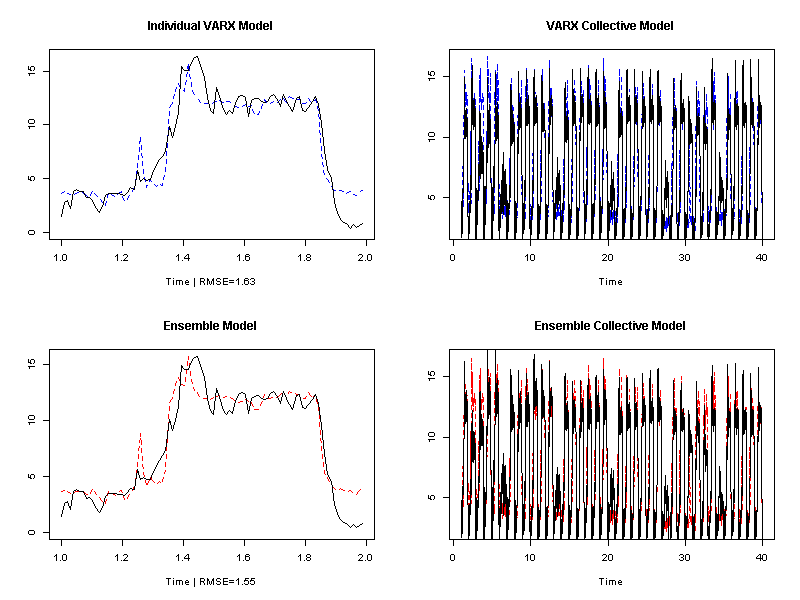 Individual VARX Model
15
10
5
0
1.0 1.2 1.4 1.6 1.8 2.0
Time | RMSE=1.63
VARX Collective Model
15
10
5
0 10 20 30 40
Time
Ensemble Model
15
10
5
0
1.0 1.2 1.4 1.6 1.8 2.0
Time | RMSE=1.55
Ensemble Collective Model
15
10
5
0 10 20 30 40
Time